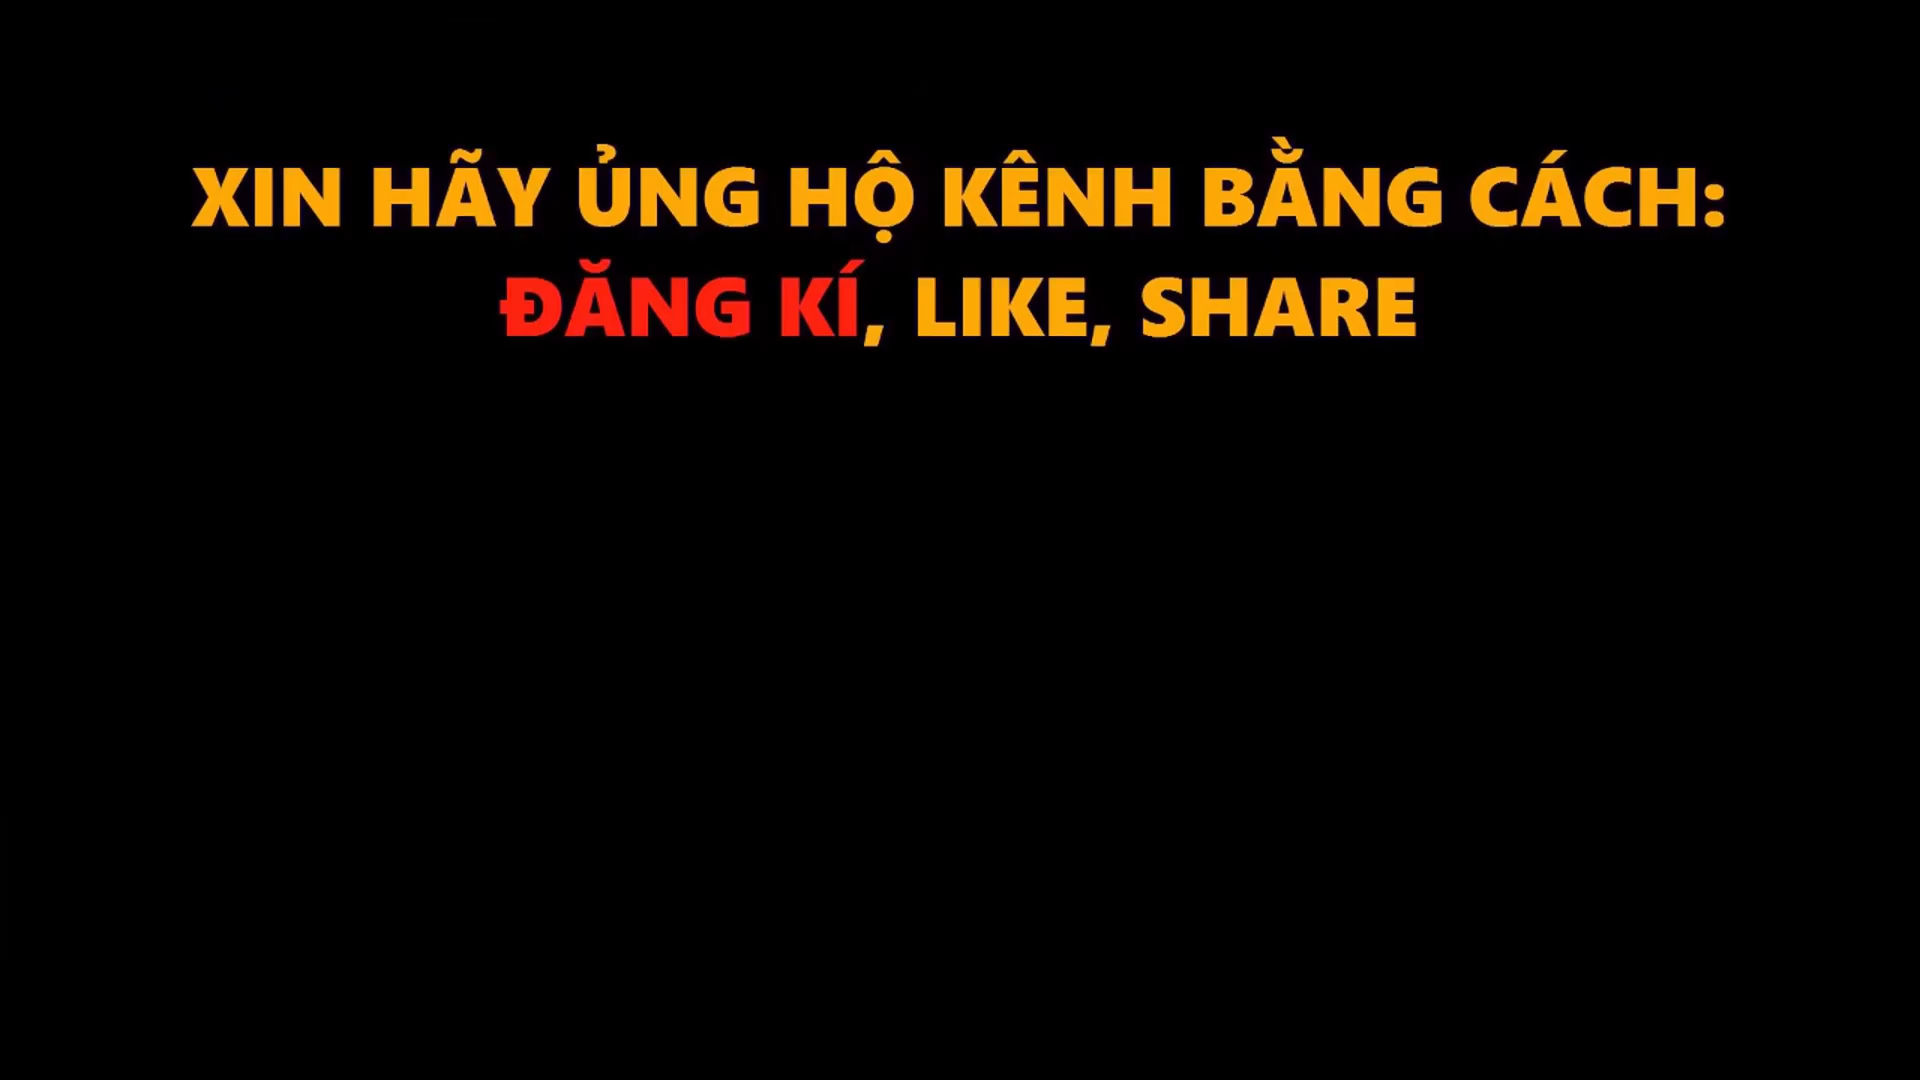 XIN HÃY ỦNG HỘ KÊNH BẰNG CÁCH:
ĐĂNG KÍ, LIKE, SHARE